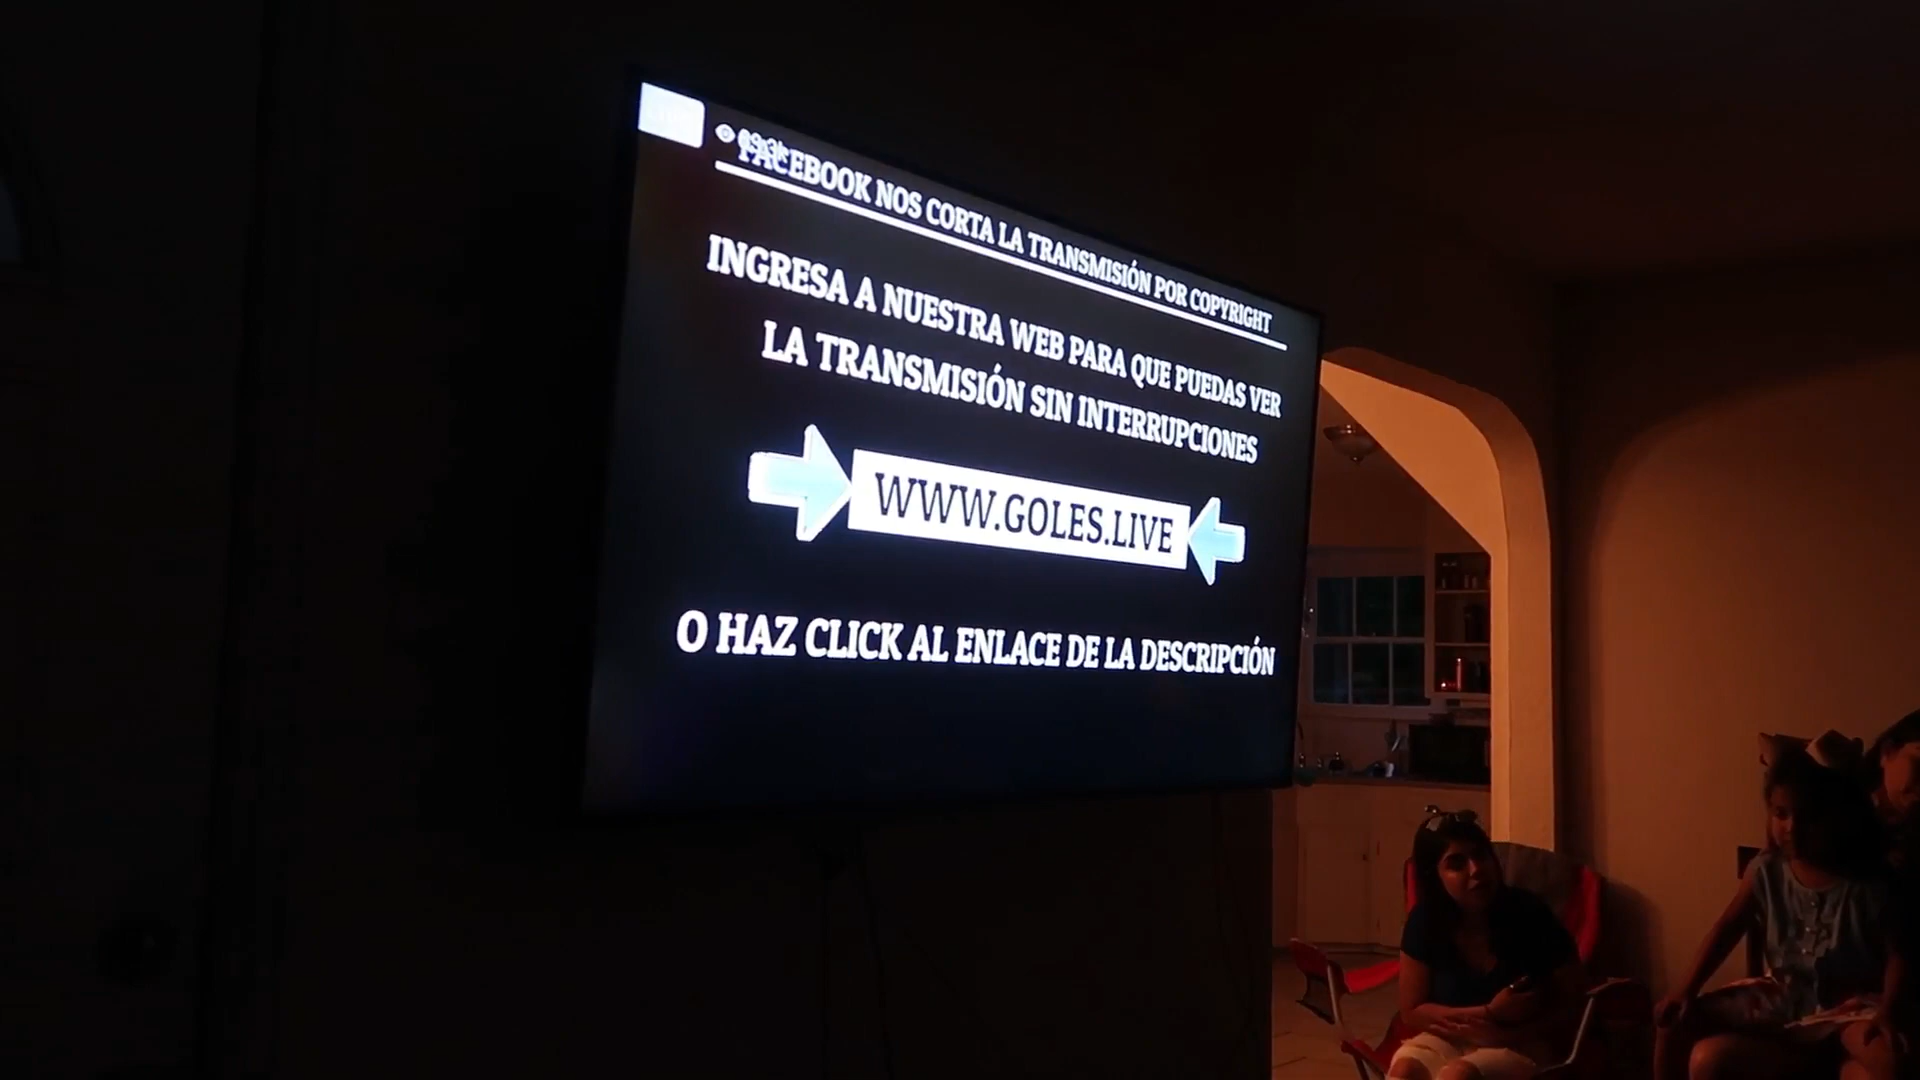 FACEBOOK NOS CORTA LA TRANSMISIÓN POR COPYRIGHT
INGRESA A NUESTRA WEB PARA QUE PUEDAS VER
LA TRANSMISIÓN SIN INTERRUPCIONES
WWW.GOLES.LIVE
O HAZ CLICK AL ENLACE DE LA DESCRIPCIÓN